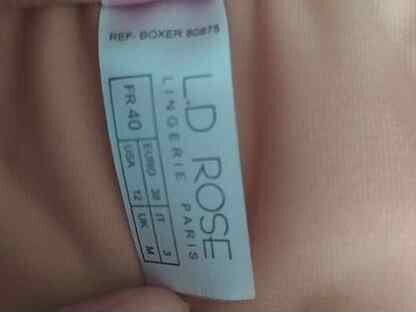 REF- BOXER 80875
L.D ROSE
LINGERIE PARIS
FR 40
EURO 38 IT 3
USA 12 UK M